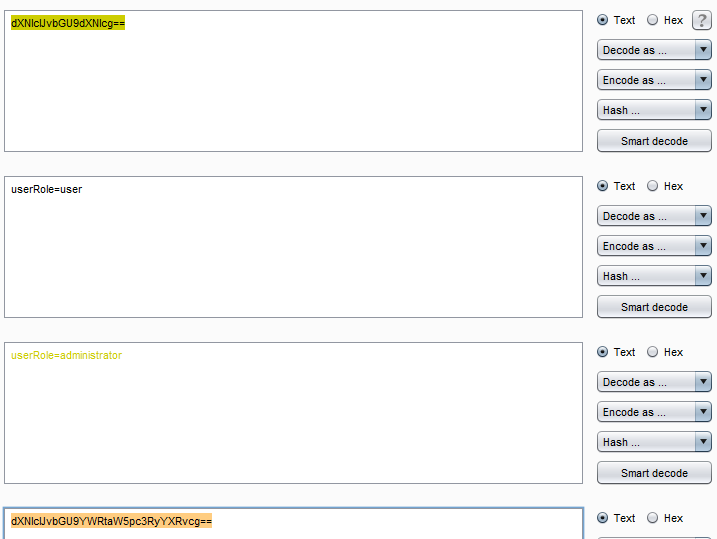 dXNlclJvbGU9dXNlcg==
Text Hex ?
Decode as ...
Encode as ...
Hash ...
Smart decode
userRole=user
Text Hex
Decode as ...
Encode as ...
Hash ...
Smart decode
userRole=administrator
Text Hex
Decode as ...
Encode as ...
Hash ...
Smart decode
dXNlclJvbGU9YWRtaW5pc3RyYXRvcg==
Text Hex